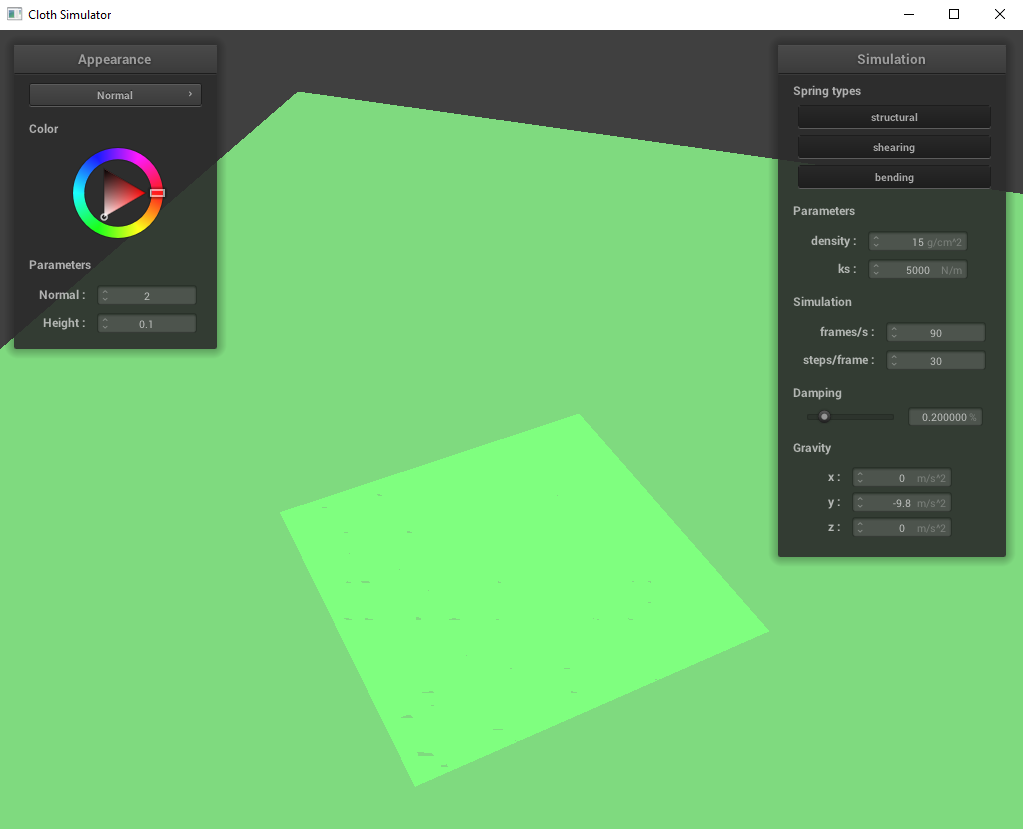 Cloth Simulator
Appearance
Normal
Color
Parameters
Normal : 2
Height : 0.1
Simulation
Spring types
structural
shearing
bending
Parameters
density : 15 g/cm^2
ks : 5000 N/m
Simulation
frames/s : 90
steps/frame : 30
Damping
0.200000 %
Gravity
x : 0 m/s^2
y : -9.8 m/s^2
z : 0 m/s^2